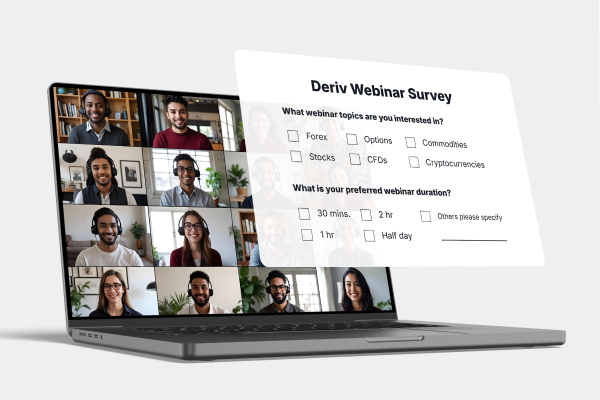 Deriv Webinar Survey
What webinar topics are you interested in?
Forex Options Commodities
Stocks CFDs Cryptocurrencies
What is your preferred webinar duration?
30 mins. 2 hr Others please specify
1 hr Half day